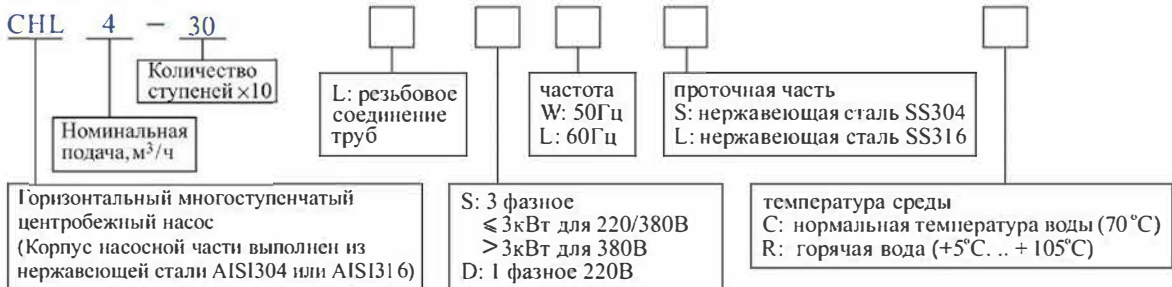 CHL 4 - 30
Количество
ступеней ×10
Номинальная
подача, м³/ч
L: резьбовое
соединение
труб
частота
W: 50Гц
L: 60Гц
проточная часть
S: нержавеющая сталь SS304
L: нержавеющая сталь SS316
Горизонтальный многоступенчатый
центробежный насос
(Корпус насосной части выполнен из
нержавеющей стали AISI304 или AISI316)
S: 3 фазное
⩽ 3кВт для 220/380В
> 3кВт для 380В
D: 1 фазное 220В
температура среды
C: нормальная температура воды (70°C)
R: горячая вода (+5°C. .. + 105°C)